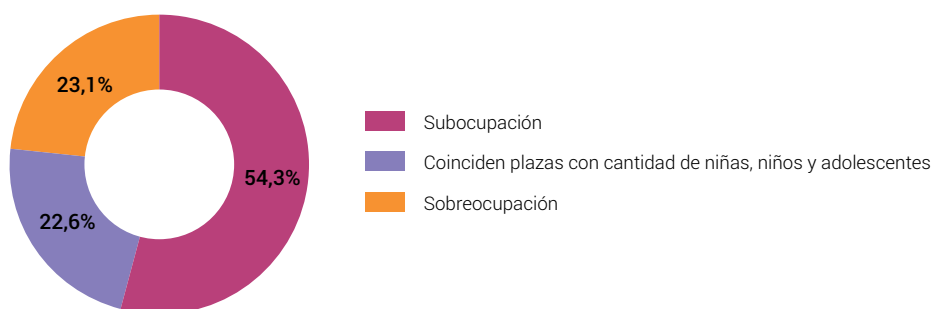 23,1%
54,3%
22,6%
Subocupación
Coinciden plazas con cantidad de niñas, niños y adolescentes
Sobreocupación